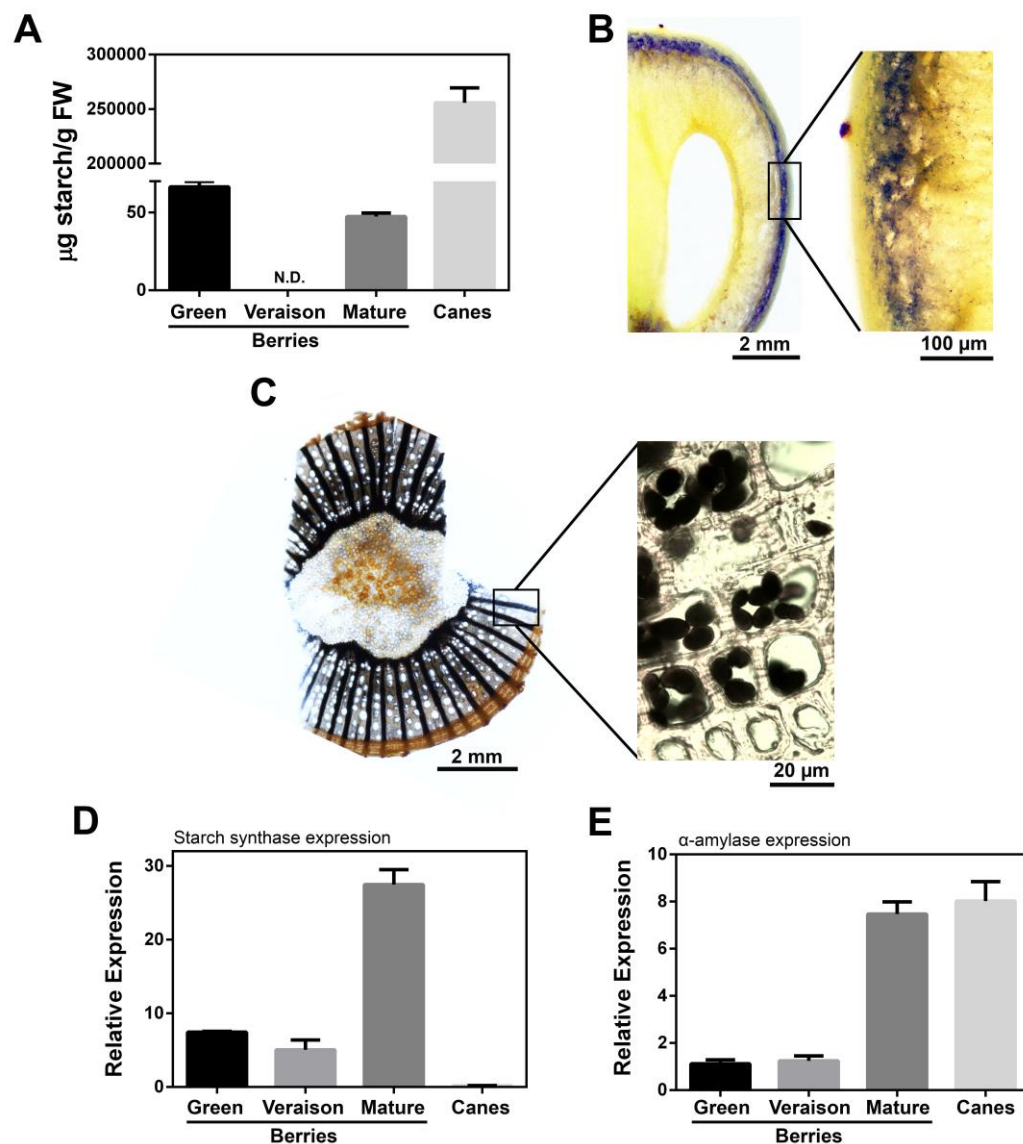 A
µg starch/g FW
300000
250000
200000
50
0
N.D.
Green Veraison Mature Canes
Berries
B
2 mm
100 µm
C
2 mm
20 µm
D
Starch synthase expression
Relative Expression
30
20
10
0
Green Veraison Mature Canes
Berries
E
α-amylase expression
Relative Expression
10
8
6
4
2
0
Green Veraison Mature Canes
Berries